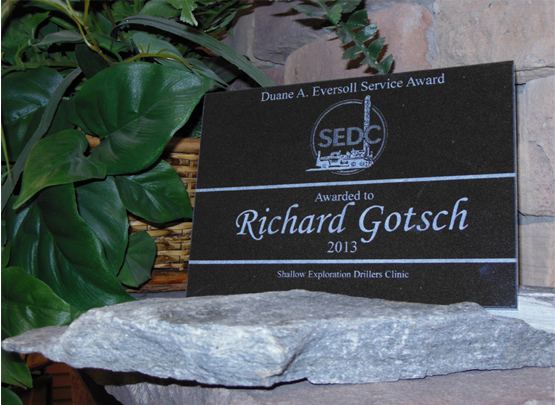 Duane A. Eversoll Service Award
SEDC
Awarded to
Richard Gotsch
2013
Shallow Exploration Drillers Clinic